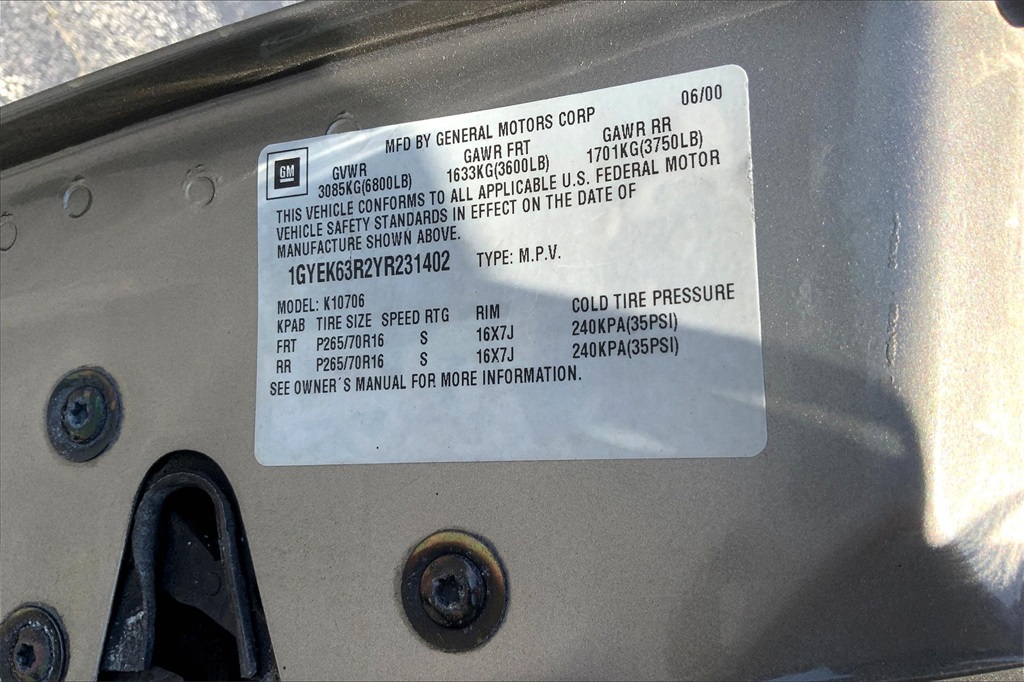 06/00
MFD BY GENERAL MOTORS CORP
GM
GVWR GAWR FRT GAWR RR
3085KG(6800LB) 1633KG(3600LB) 1701KG(3750LB)
THIS VEHICLE CONFORMS TO ALL APPLICABLE U.S. FEDERAL MOTOR
VEHICLE SAFETY STANDARDS IN EFFECT ON THE DATE OF
MANUFACTURE SHOWN ABOVE.
1GYEK63R2YR231402 TYPE: M.P.V.
MODEL: K10706
KPAB TIRE SIZE SPEED RTG RIM COLD TIRE PRESSURE
FRT P265/70R16 S 16X7J 240KPA(35PSI)
RR P265/70R16 S 16X7J 240KPA(35PSI)
SEE OWNER´S MANUAL FOR MORE INFORMATION.